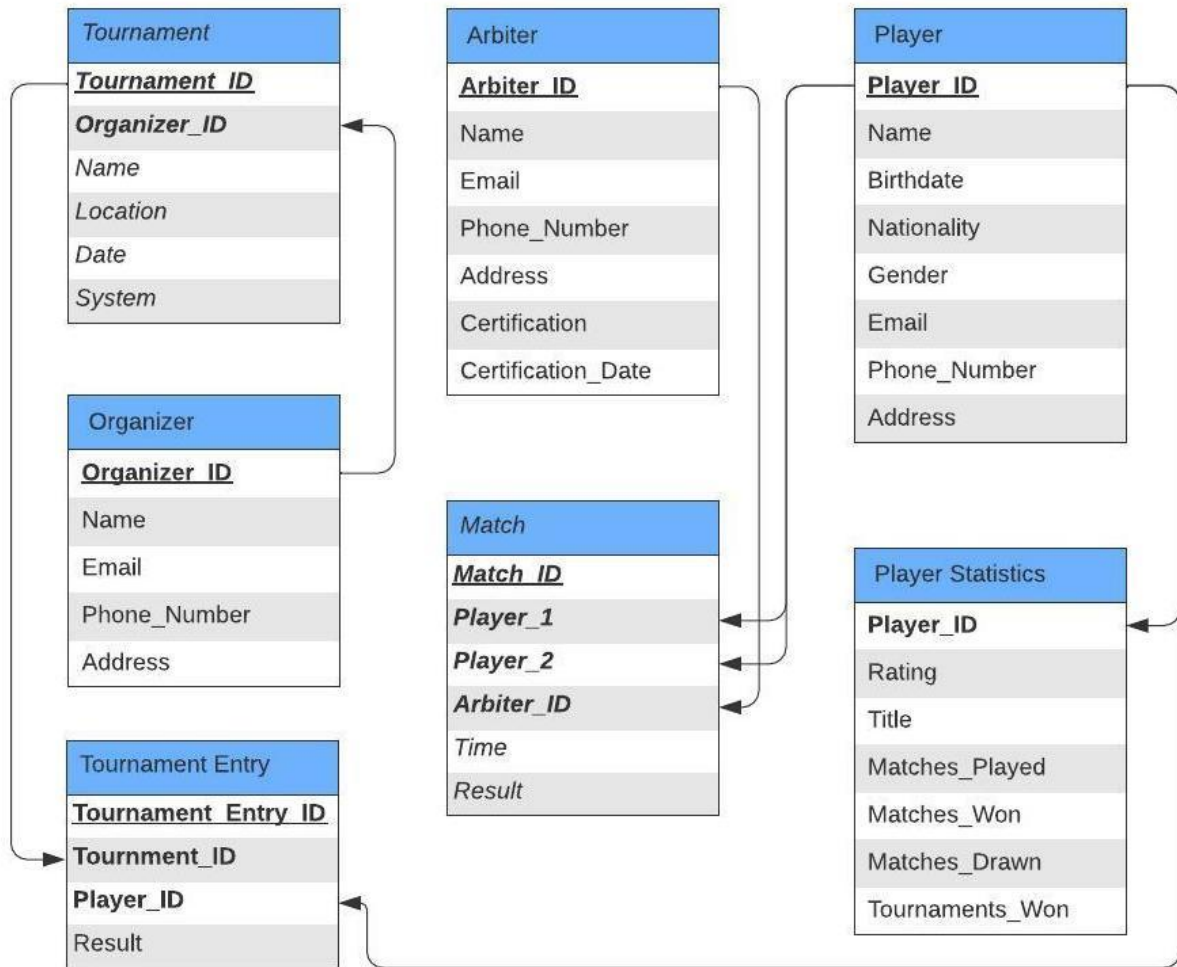 Tournament
Tournament_ID
Organizer_ID
Name
Location
Date
System
Arbiter
Arbiter_ID
Name
Email
Phone_Number
Address
Certification
Certification_Date
Player
Player_ID
Name
Birthdate
Nationality
Gender
Email
Phone_Number
Address
Organizer
Organizer_ID
Name
Email
Phone_Number
Address
Match
Match_ID
Player_1
Player_2
Arbiter_ID
Time
Result
Player Statistics
Player_ID
Rating
Title
Matches_Played
Matches_Won
Matches_Drawn
Tournaments_Won
Tournament Entry
Tournament_Entry_ID
Tournment_ID
Player_ID
Result